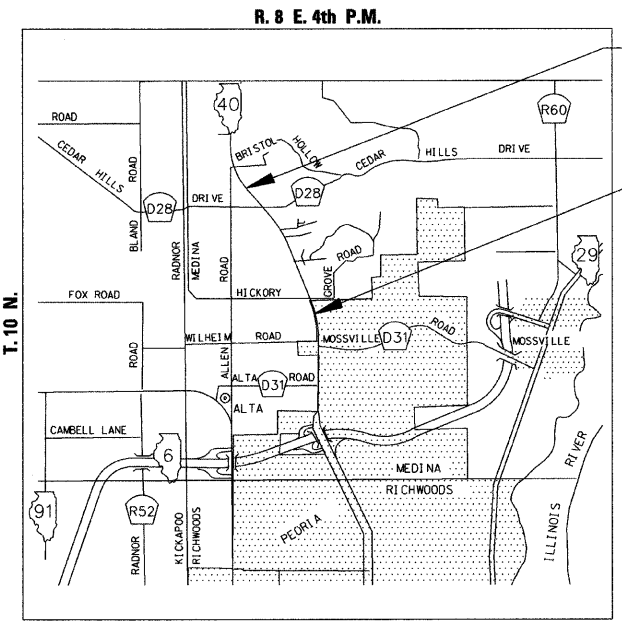 R. 8 E. 4th P.M.
T. 10 N.
40
R60
ROAD
BRISTOL HOLLOW
CEDAR HILLS
ROAD
CEDAR HILLS DRIVE
D28
DRIVE
D28
BLAND
RADNOR
MEDINA
ROAD
GROVE ROAD
29
FOX ROAD
HICKORY
WILHEIM ROAD
MOSSVILLE
D31
ROAD
MOSSVILLE
ROAD
ALLEN
ALTA ROAD
D31
ALTA
CAMBELL LANE
6
MEDINA
RICHWOODS
91
R52
RADNOR
KICKAPOO
RICHWOODS
PEORIA
ILLINOIS RIVER